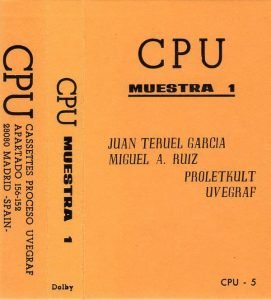 CPU
CASSETTES PROCESO UVEGRAF
APARTADO 156-152
28080 MADRID -SPAIN-
CPU MUESTRA 1
Dolby
CPU
MUESTRA 1
JUAN TERUEL GARCIA
MIGUEL A. RUIZ
PROLETKULT
UVEGRAF
CPU - 5